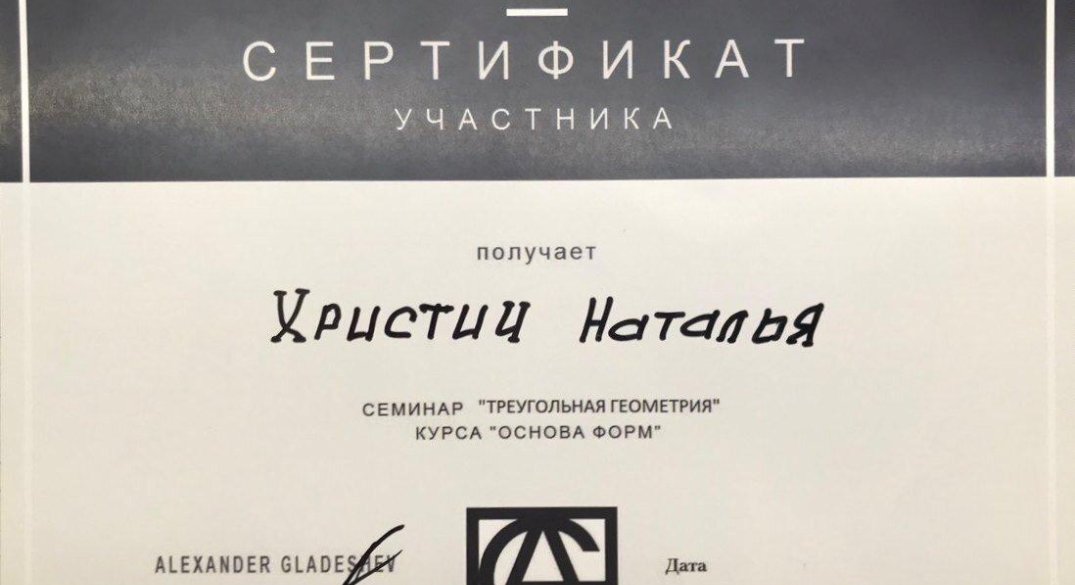 СЕРТИФИКАТ
УЧАСТНИКА
получает
Христич Наталья
СЕМИНАР "ТРЕУГОЛЬНАЯ ГЕОМЕТРИЯ"
КУРСА "ОСНОВА ФОРМ"
ALEXANDER GLADESHEV
Дата